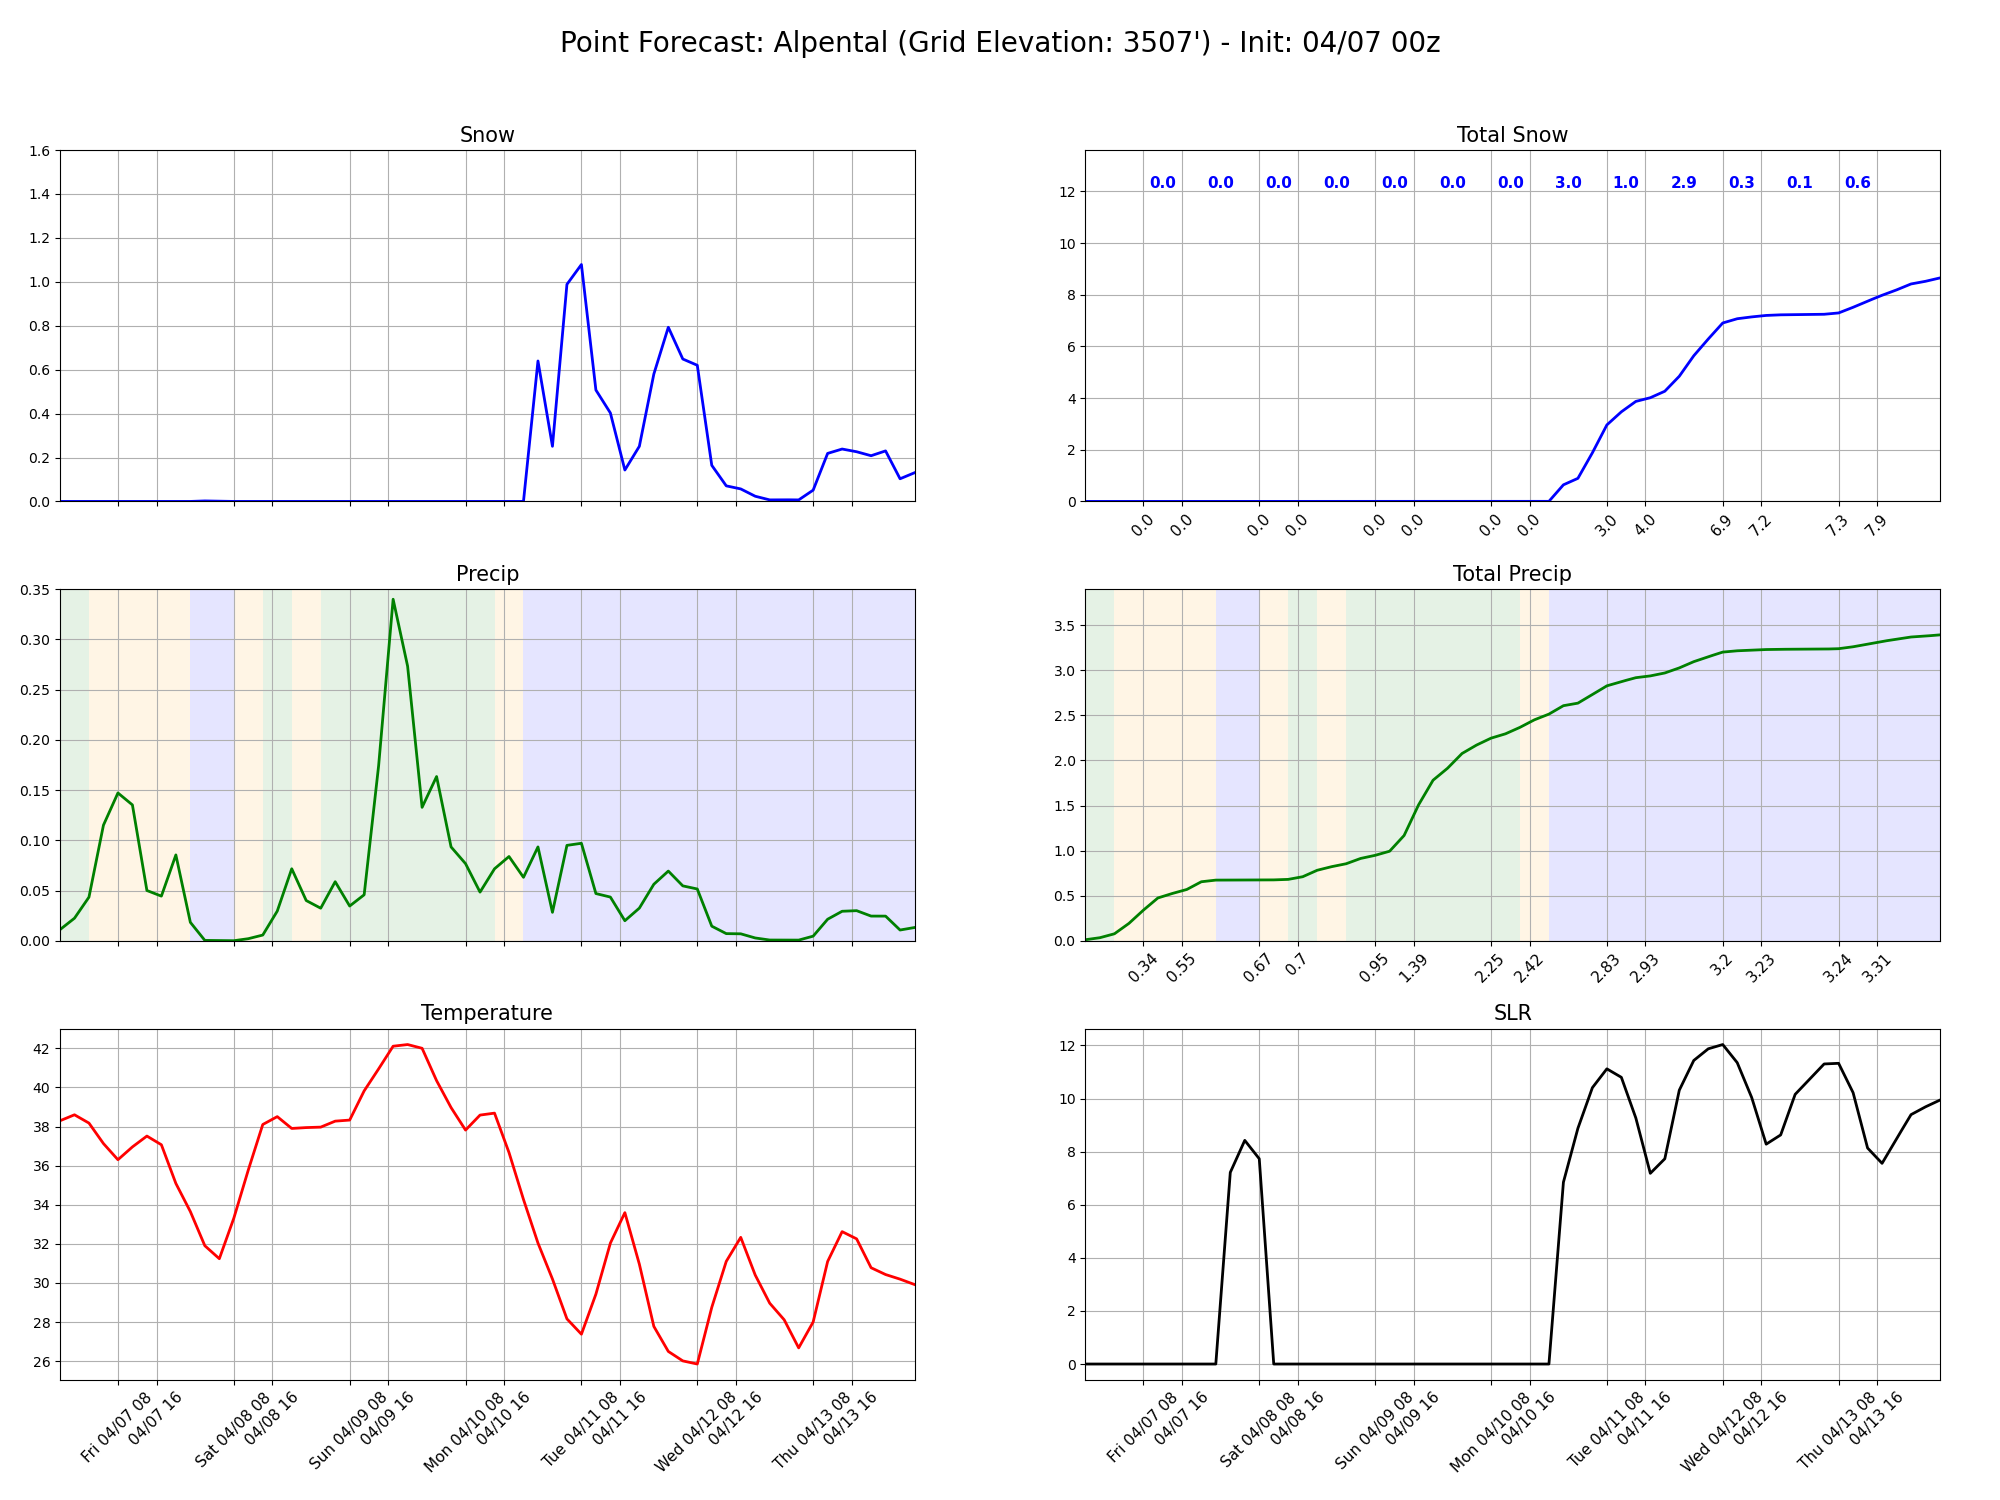 Point Forecast: Alpental (Grid Elevation: 3507') - Init: 04/07 00z
Snow
1.6
1.4
1.2
1.0
0.8
0.6
0.4
0.2
0.0
Total Snow
0.0 0.0 0.0 0.0 0.0 0.0 0.0 3.0 1.0 2.9 0.3 0.1 0.6
12
10
8
6
4
2
0
0.0 0.0 0.0 0.0 0.0 0.0 0.0 0.0 3.0 4.0 6.9 7.2 7.3 7.9
Precip
0.35
0.30
0.25
0.20
0.15
0.10
0.05
0.00
Total Precip
3.5
3.0
2.5
2.0
1.5
1.0
0.5
0.0
0.34 0.55 0.67 0.7 0.95 1.39 2.25 2.42 2.83 2.93 3.2 3.23 3.24 3.31
Temperature
42
40
38
36
34
32
30
28
26
Fri 04/07 08
04/07 16
Sat 04/08 08
04/08 16
Sun 04/09 08
04/09 16
Mon 04/10 08
04/10 16
Tue 04/11 08
04/11 16
Wed 04/12 08
04/12 16
Thu 04/13 08
04/13 16
SLR
12
10
8
6
4
2
0
Fri 04/07 08
04/07 16
Sat 04/08 08
04/08 16
Sun 04/09 08
04/09 16
Mon 04/10 08
04/10 16
Tue 04/11 08
04/11 16
Wed 04/12 08
04/12 16
Thu 04/13 08
04/13 16